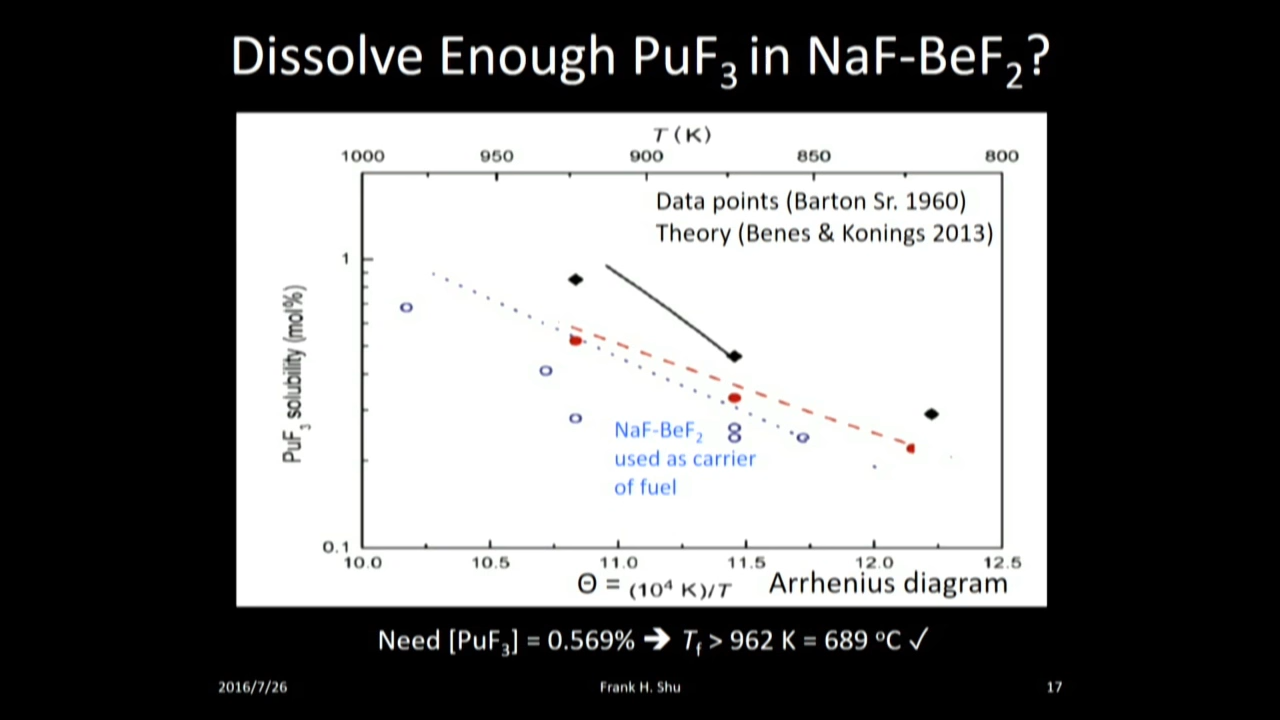 Dissolve Enough PuF₃ in NaF-BeF₂?
T (K)
1000 950 900 850 800
Data points (Barton Sr. 1960)
Theory (Benes & Konings 2013)
1
PuF₃ solubility (mol%)
NaF-BeF₂
used as carrier
of fuel
0.1
10.0 10.5 11.0 11.5 12.0 12.5
Θ = (10⁴ K)/T Arrhenius diagram
Need [PuF₃] = 0.569% ➔ T_f > 962 K = 689 °C ✓
2016/7/26 Frank H. Shu 17